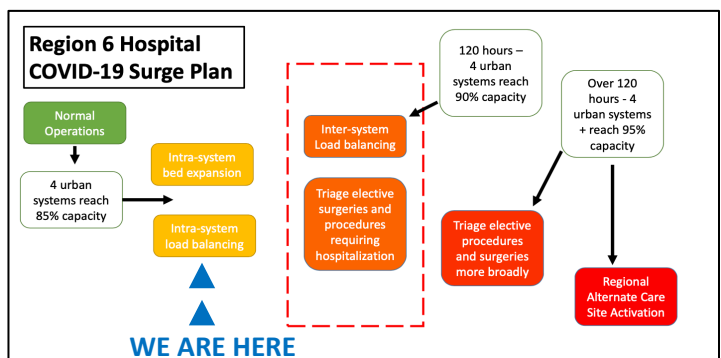 Region 6 Hospital
COVID-19 Surge Plan
Normal
Operations
4 urban
systems reach
85% capacity
Intra-system
bed expansion
Intra-system
load balancing
WE ARE HERE
Inter-system
Load balancing
Triage elective
surgeries and
procedures
requiring
hospitalization
120 hours –
4 urban
systems reach
90% capacity
Over 120
hours - 4
urban systems
+ reach 95%
capacity
Triage elective
procedures
and surgeries
more broadly
Regional
Alternate Care
Site Activation